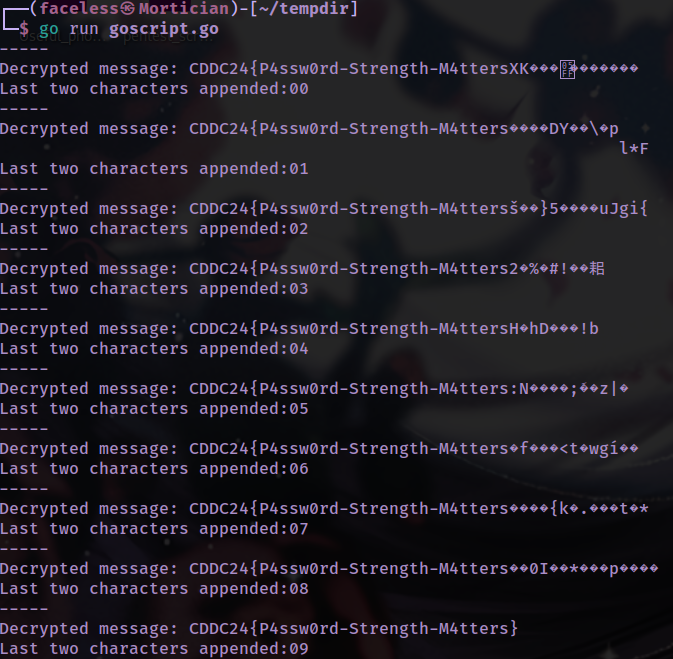 (faceless㉿Mortician)-[~/tempdir]
$ go run goscript.go
-----
Decrypted message: CDDC24{P4ssw0rd-Strength-M4ttersXK���������
Last two characters appended:00
-----
Decrypted message: CDDC24{P4ssw0rd-Strength-M4tters����DY��\�p
l*F
Last two characters appended:01
-----
Decrypted message: CDDC24{P4ssw0rd-Strength-M4ttersš��}5����uJgi{
Last two characters appended:02
-----
Decrypted message: CDDC24{P4ssw0rd-Strength-M4tters2�%�#!��耜
Last two characters appended:03
-----
Decrypted message: CDDC24{P4ssw0rd-Strength-M4ttersH�hD���!b
Last two characters appended:04
-----
Decrypted message: CDDC24{P4ssw0rd-Strength-M4tters:N����;��z|�
Last two characters appended:05
-----
Decrypted message: CDDC24{P4ssw0rd-Strength-M4tters�f���<t�wgí��
Last two characters appended:06
-----
Decrypted message: CDDC24{P4ssw0rd-Strength-M4tters����{k�.���t�*
Last two characters appended:07
-----
Decrypted message: CDDC24{P4ssw0rd-Strength-M4tters��0I��*���p����
Last two characters appended:08
-----
Decrypted message: CDDC24{P4ssw0rd-Strength-M4tters}
Last two characters appended:09